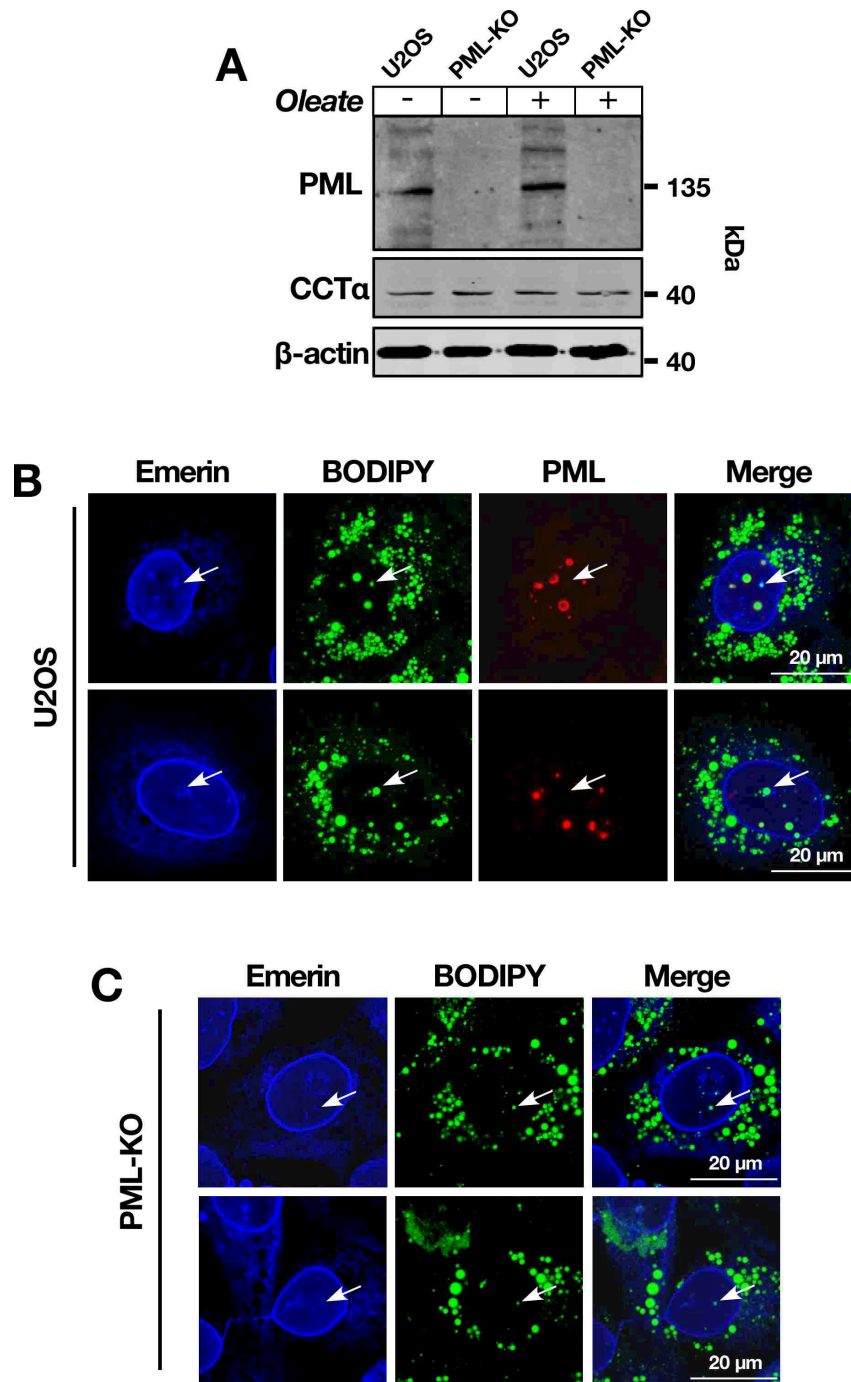 A
U2OS PML-KO U2OS PML-KO
Oleate - - + +
PML 135
kDa
CCTα 40
β-actin 40
B
Emerin BODIPY PML Merge
U2OS
20 µm
20 µm
C
Emerin BODIPY Merge
PML-KO
20 µm
20 µm